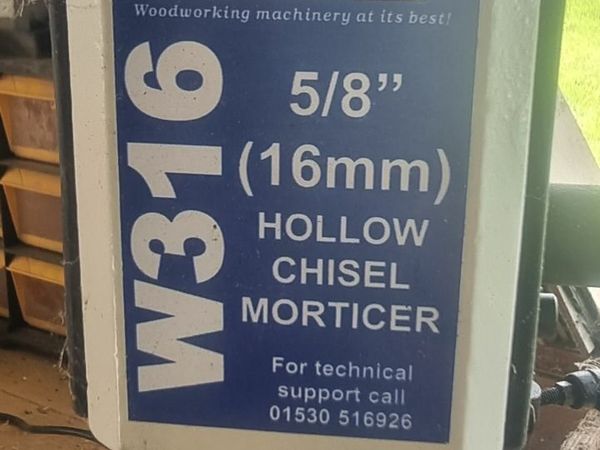 Woodworking machinery at its best!
W316
5/8”
(16mm)
HOLLOW
CHISEL
MORTICER
For technical
support call
01530 516926